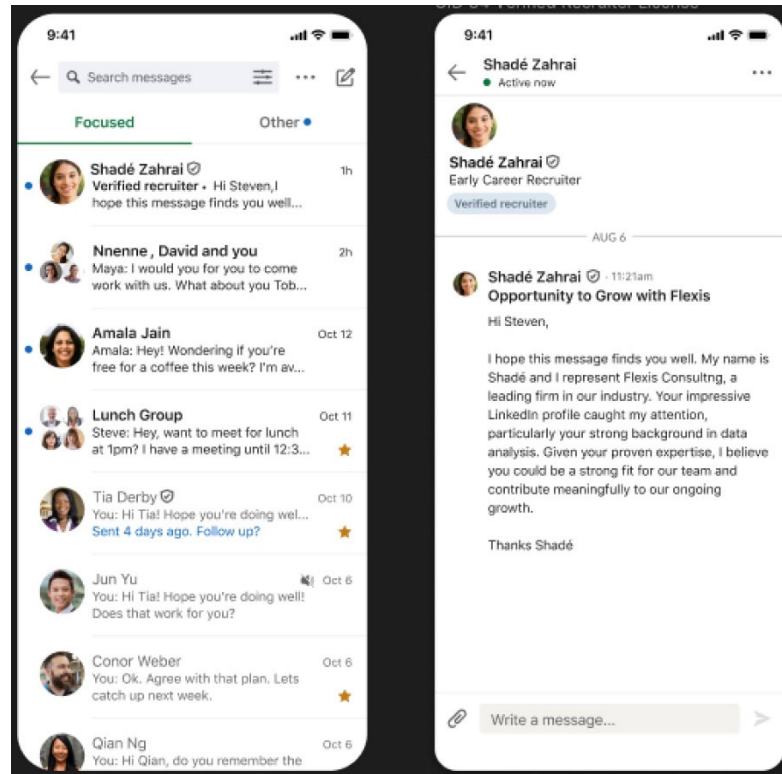 9:41
Search messages
Focused
Other
Shadé Zahrai
1h
Verified recruiter • Hi Steven,I
hope this message finds you well...
Nnenne , David and you
2h
Maya: I would you for you to come
work with us. What about you Tob...
Amala Jain
Oct 12
Amala: Hey! Wondering if you're
free for a coffee this week? I'm av...
Lunch Group
Oct 11
Steve: Hey, want to meet for lunch
at 1pm? I have a meeting until 12:3...
Tia Derby
Oct 10
You: Hi Tia! Hope you're doing wel...
Sent 4 days ago. Follow up?
Jun Yu
Oct 6
You: Hi Tia! Hope you're doing well!
Does that work for you?
Conor Weber
Oct 6
You: Ok. Agree with that plan. Lets
catch up next week.
Qian Ng
Oct 6
You: Hi Qian, do you remember the
Verified Recruiter License
9:41
Shadé Zahrai
Active now
Shadé Zahrai
Early Career Recruiter
Verified recruiter
AUG 6
Shadé Zahrai · 11:21am
Opportunity to Grow with Flexis
Hi Steven,
I hope this message finds you well. My name is
Shadé and I represent Flexis Consultng, a
leading firm in our industry. Your impressive
LinkedIn profile caught my attention,
particularly your strong background in data
analysis. Given your proven expertise, I believe
you could be a strong fit for our team and
contribute meaningfully to our ongoing
growth.
Thanks Shadé
Write a message...